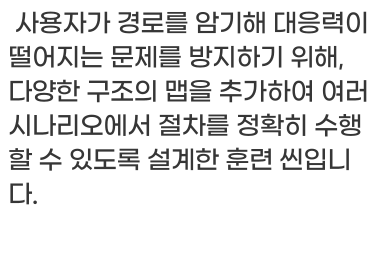 사용자가 경로를 암기해 대응력이
떨어지는 문제를 방지하기 위해,
다양한 구조의 맵을 추가하여 여러
시나리오에서 절차를 정확히 수행
할 수 있도록 설계한 훈련 씬입니
다.